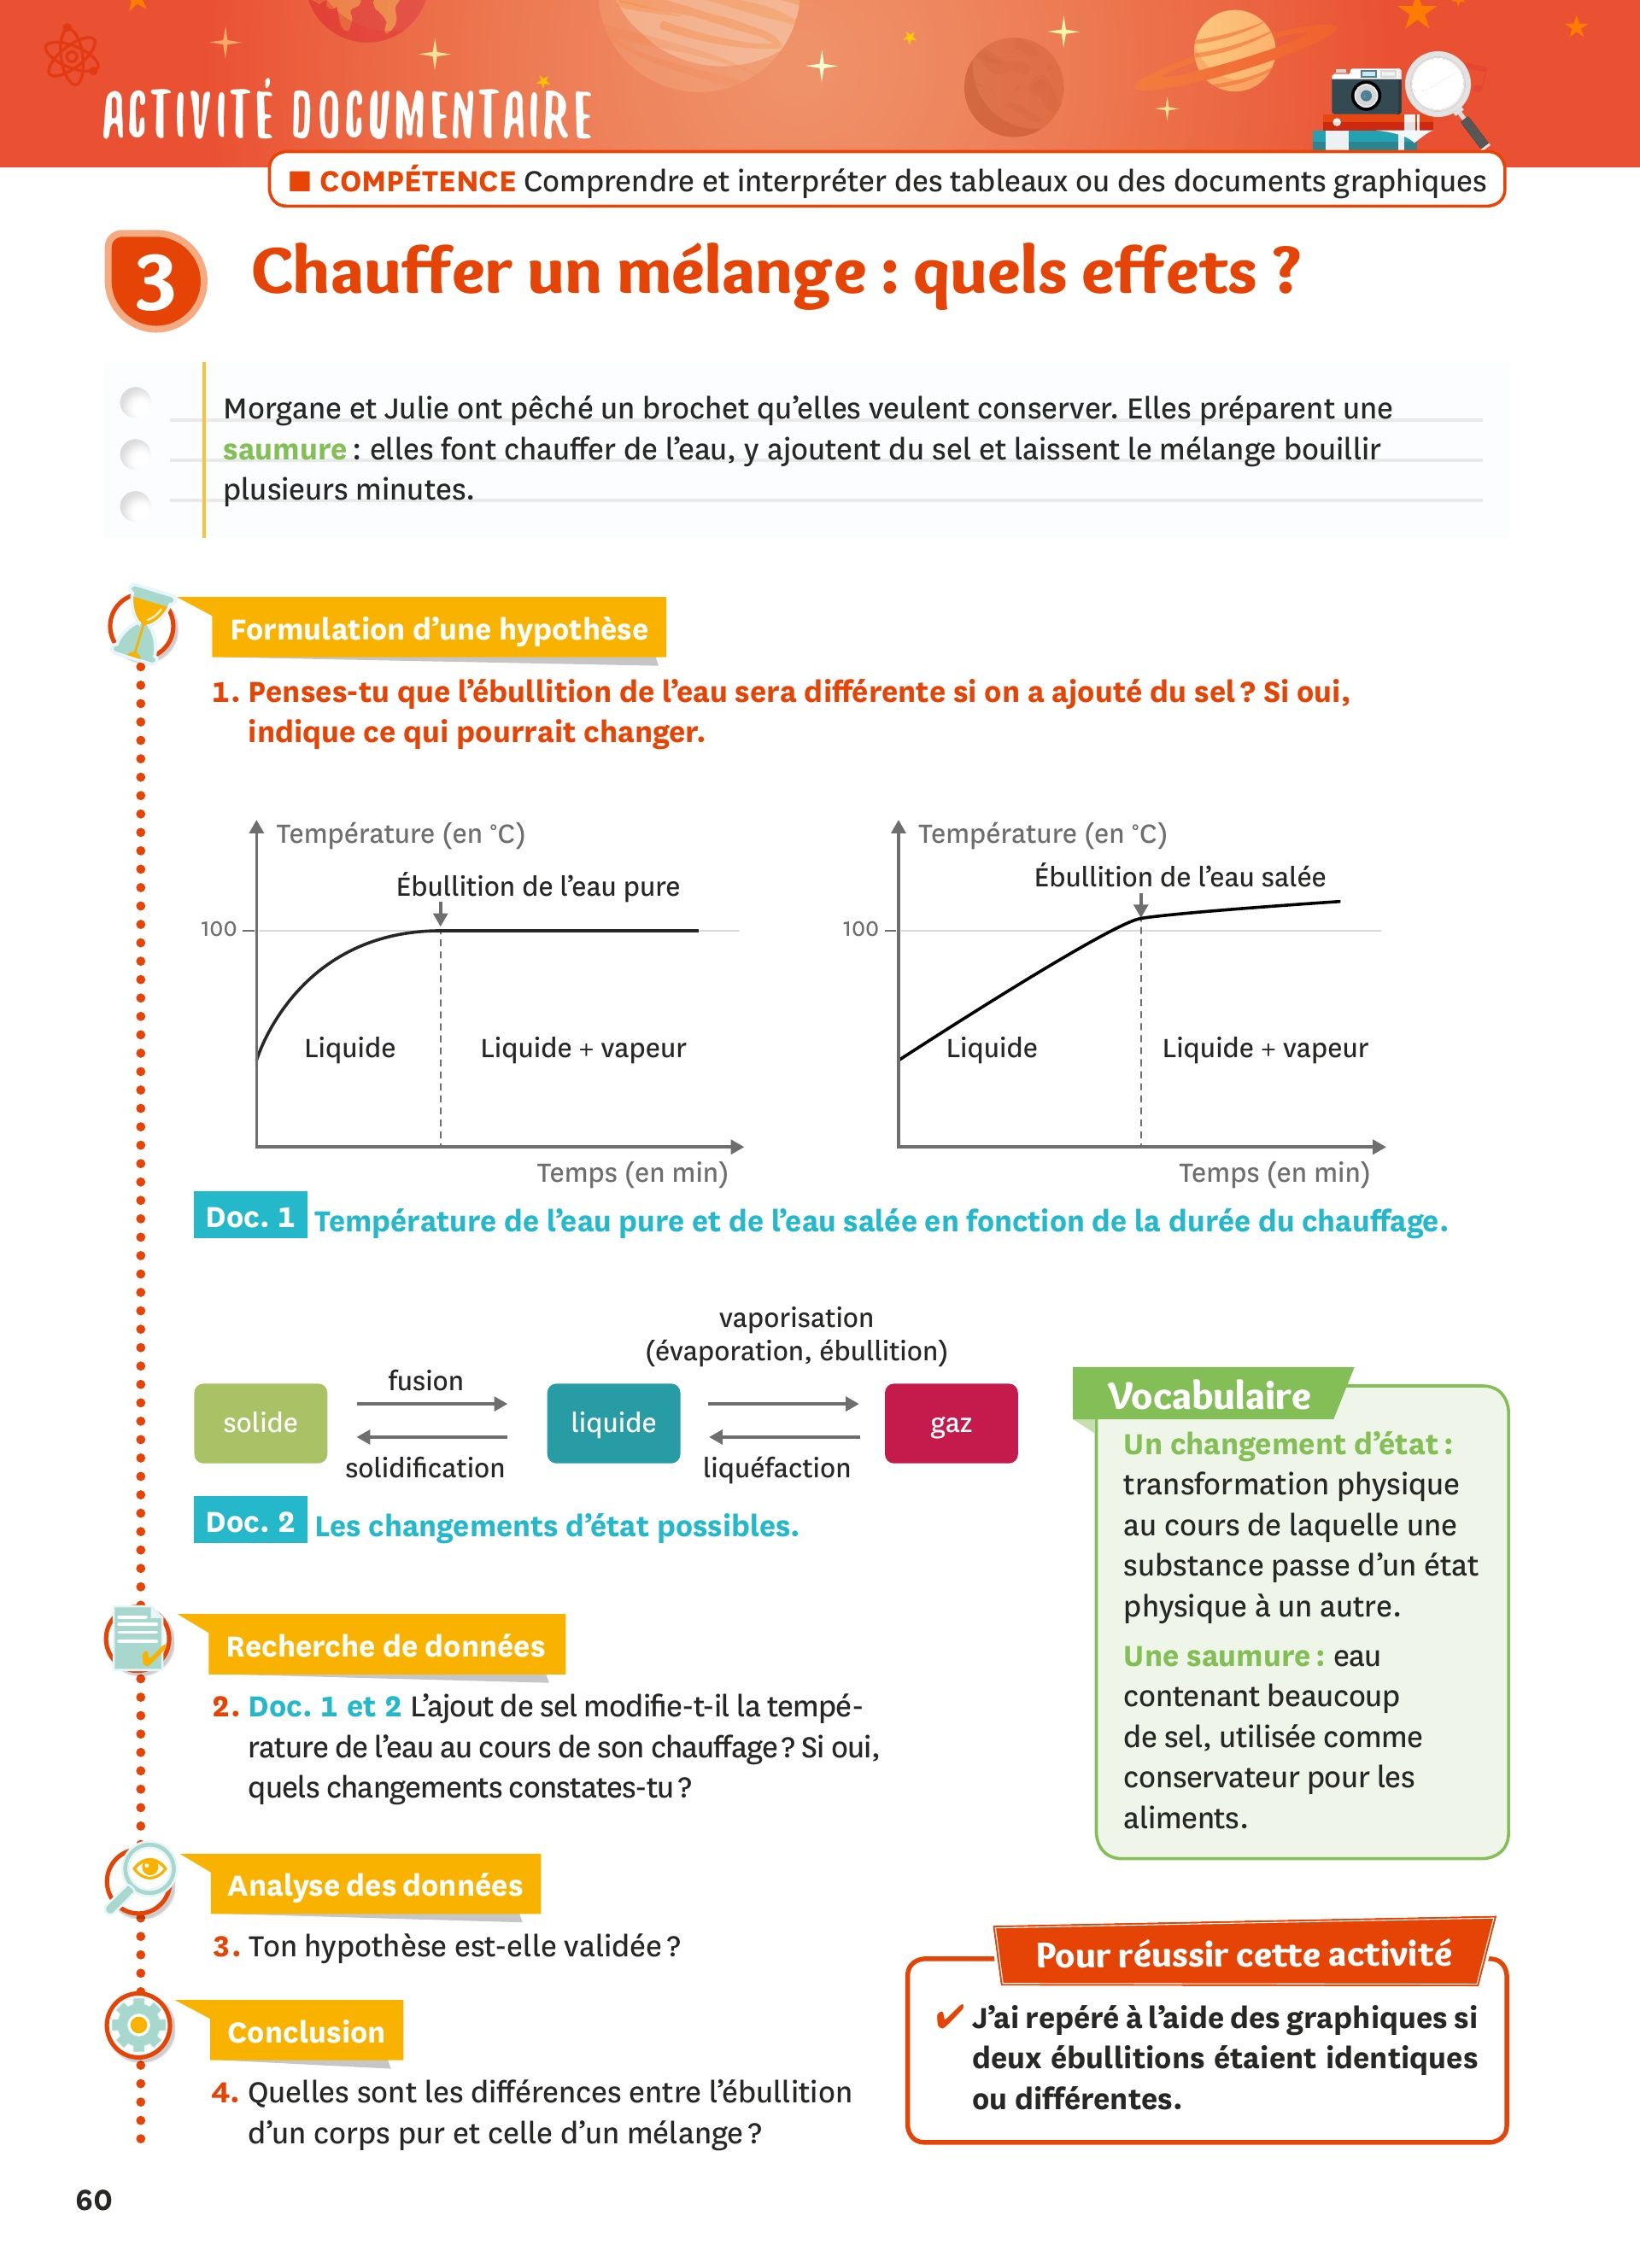 ACTIVITÉ DOCUMENTAIRE
■ COMPÉTENCE Comprendre et interpréter des tableaux ou des documents graphiques
3 Chauffer un mélange : quels effets ?
Morgane et Julie ont pêché un brochet qu’elles veulent conserver. Elles préparent une
saumure : elles font chauffer de l’eau, y ajoutent du sel et laissent le mélange bouillir
plusieurs minutes.
Formulation d’une hypothèse
1. Penses-tu que l’ébullition de l’eau sera différente si on a ajouté du sel ? Si oui,
indique ce qui pourrait changer.
Température (en °C)
Ébullition de l’eau pure
100
Liquide
Liquide + vapeur
Temps (en min)
Température (en °C)
Ébullition de l’eau salée
100
Liquide
Liquide + vapeur
Temps (en min)
Doc. 1 Température de l’eau pure et de l’eau salée en fonction de la durée du chauffage.
vaporisation
(évaporation, ébullition)
fusion
solide
liquide
gaz
solidification
liquéfaction
Doc. 2 Les changements d’état possibles.
Vocabulaire
Un changement d’état :
transformation physique
au cours de laquelle une
substance passe d’un état
physique à un autre.
Une saumure : eau
contenant beaucoup
de sel, utilisée comme
conservateur pour les
aliments.
Recherche de données
2. Doc. 1 et 2 L’ajout de sel modifie-t-il la tempé-
rature de l’eau au cours de son chauffage ? Si oui,
quels changements constates-tu ?
Analyse des données
3. Ton hypothèse est-elle validée ?
Conclusion
4. Quelles sont les différences entre l’ébullition
d’un corps pur et celle d’un mélange ?
Pour réussir cette activité
✔ J’ai repéré à l’aide des graphiques si
deux ébullitions étaient identiques
ou différentes.
60